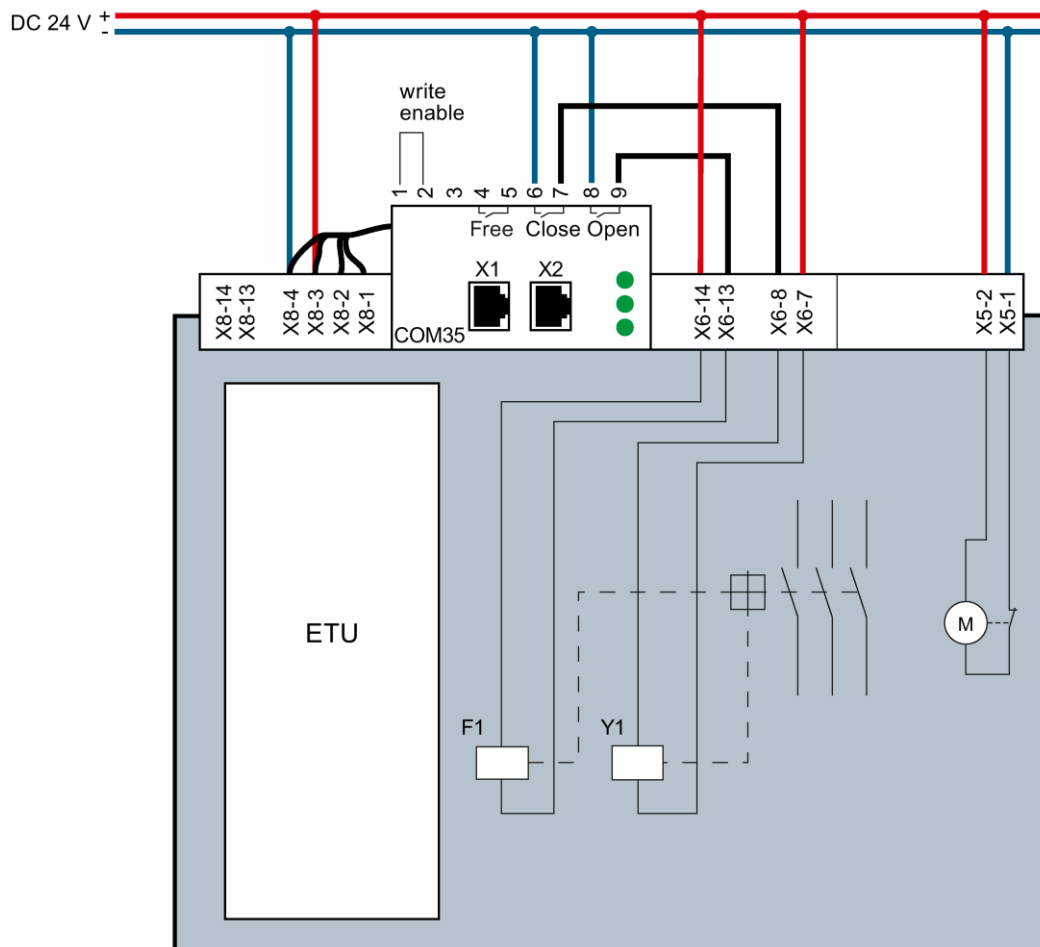 DC 24 V +
-
write
enable
1
2
3
4
5
6
7
8
9
Free
Close
Open
X1
X2
COM35
X8-14
X8-13
X8-4
X8-3
X8-2
X8-1
X6-14
X6-13
X6-8
X6-7
X5-2
X5-1
ETU
M
F1
Y1